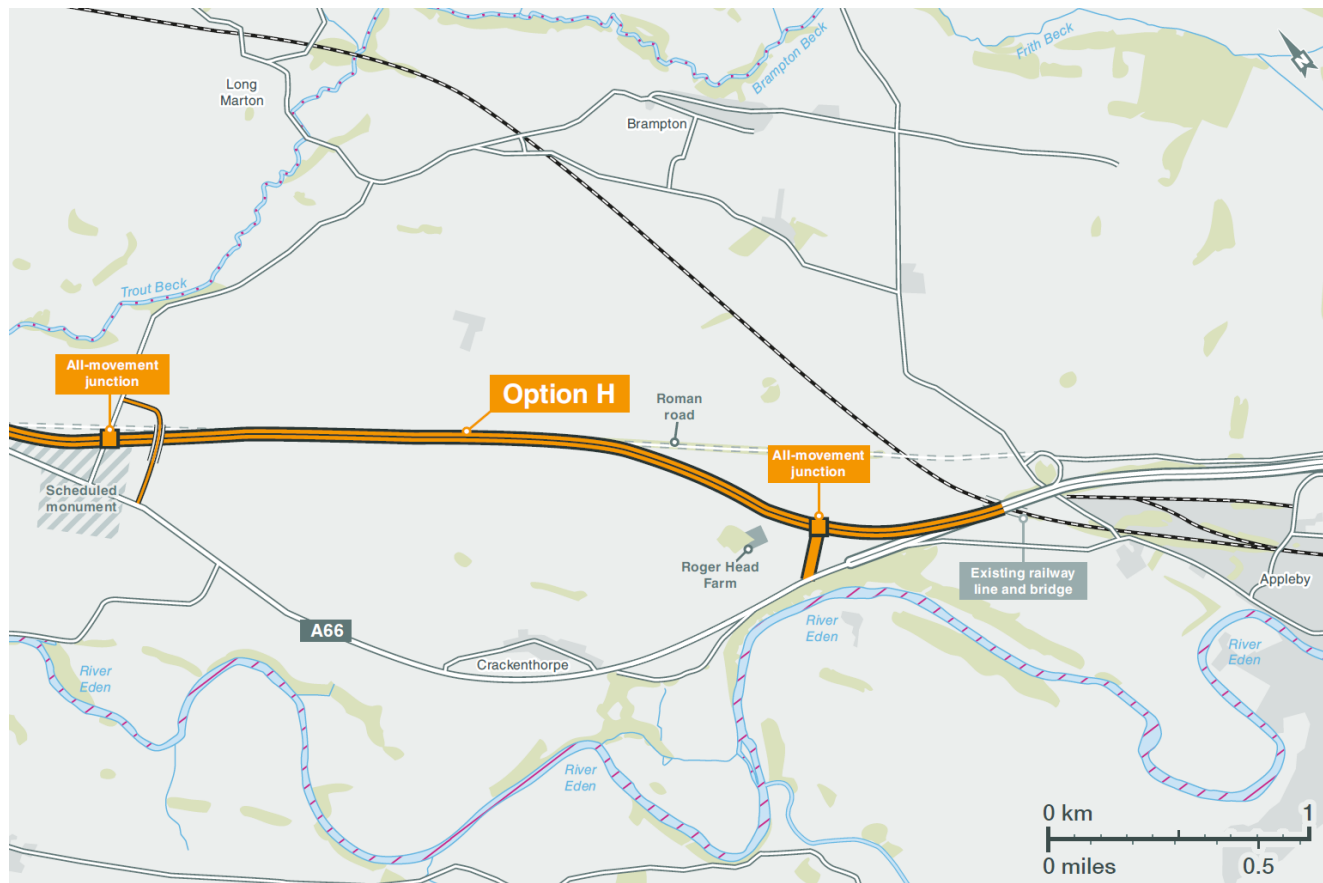 Long
Marton
Brampton Beck
Frith Beck
N
Brampton
Trout Beck
All-movement
junction
Option H
Roman
road
All-movement
junction
Scheduled
monument
Roger Head
Farm
Existing railway
line and bridge
Appleby
A66
Crackenthorpe
River
Eden
River
Eden
River
Eden
River
Eden
0 km 1
0 miles 0.5